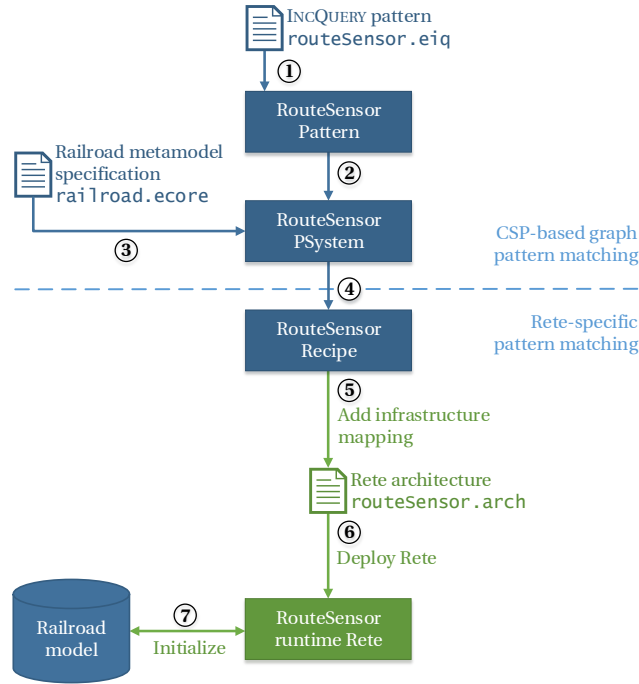 INCQUERY pattern
routeSensor.eiq
①
RouteSensor
Pattern
②
Railroad metamodel
specification
railroad.ecore
③
RouteSensor
PSystem
CSP-based graph
pattern matching
④
Rete-specific
pattern matching
RouteSensor
Recipe
⑤
Add infrastructure
mapping
Rete architecture
routeSensor.arch
⑥
Deploy Rete
Railroad
model
⑦
Initialize
RouteSensor
runtime Rete